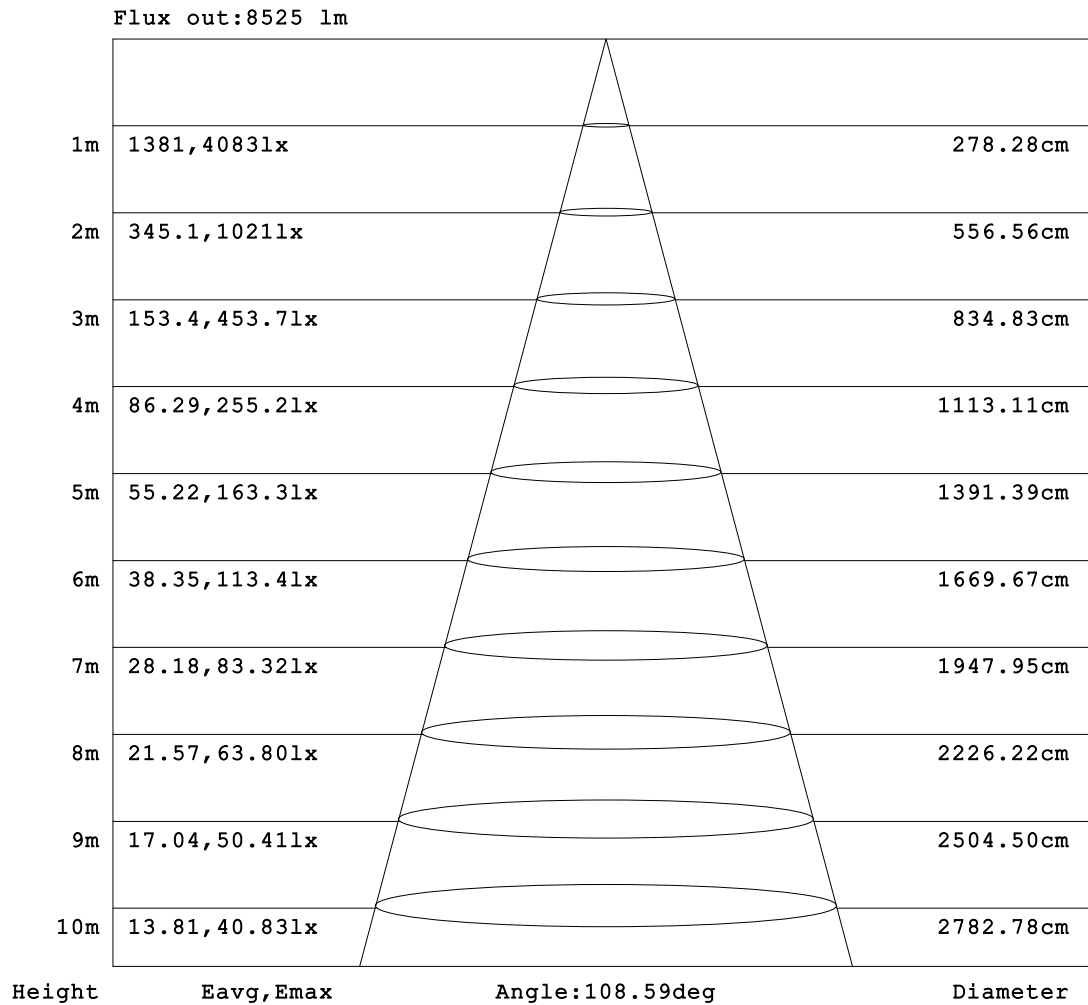 Flux out:8525 lm
1m 1381,4083lx 278.28cm
2m 345.1,1021lx 556.56cm
3m 153.4,453.7lx 834.83cm
4m 86.29,255.2lx 1113.11cm
5m 55.22,163.3lx 1391.39cm
6m 38.35,113.4lx 1669.67cm
7m 28.18,83.32lx 1947.95cm
8m 21.57,63.80lx 2226.22cm
9m 17.04,50.41lx 2504.50cm
10m 13.81,40.83lx 2782.78cm
Height Eavg,Emax Angle:108.59deg Diameter